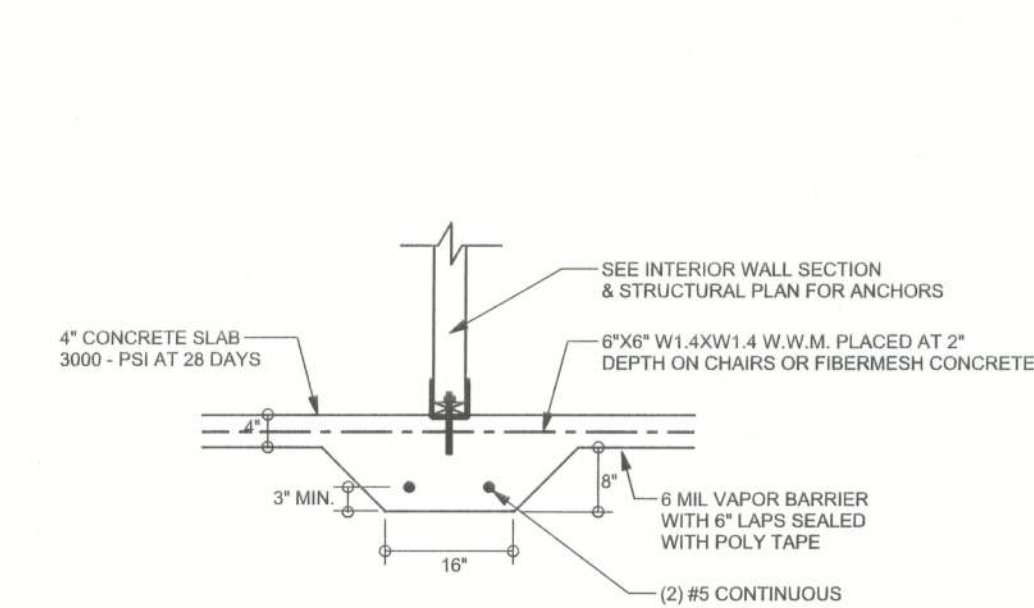 SEE INTERIOR WALL SECTION
& STRUCTURAL PLAN FOR ANCHORS
4" CONCRETE SLAB
3000 - PSI AT 28 DAYS
6"X6" W1.4XW1.4 W.W.M. PLACED AT 2"
DEPTH ON CHAIRS OR FIBERMESH CONCRETE
4"
8"
3" MIN.
6 MIL VAPOR BARRIER
WITH 6" LAPS SEALED
WITH POLY TAPE
16"
(2) #5 CONTINUOUS